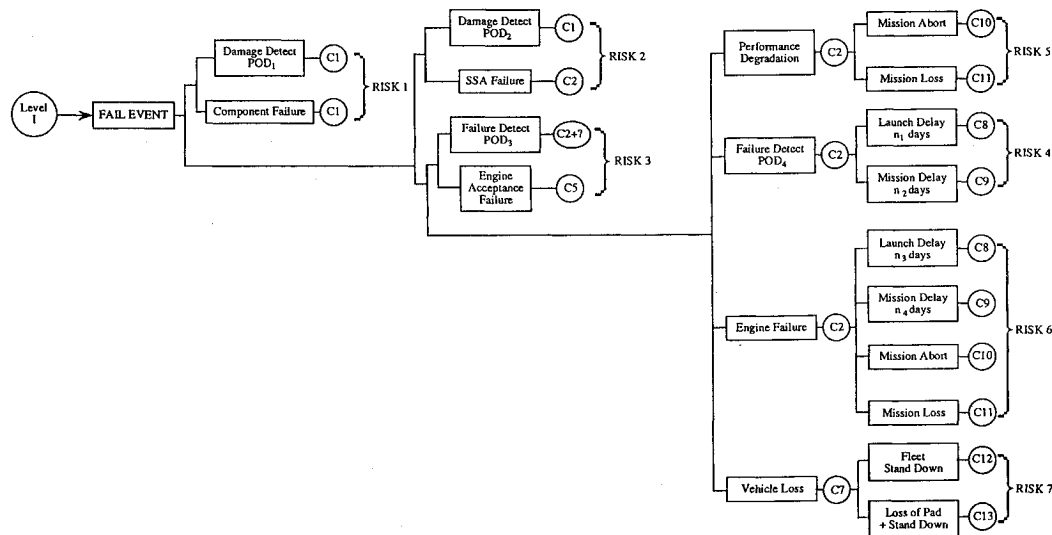 Level
I
FAIL EVENT
Damage Detect
POD1
C1
Component Failure
C1
RISK 1
Damage Detect
POD2
C1
SSA Failure
C2
RISK 2
Failure Detect
POD3
C2+?
Engine
Acceptance
Failure
C5
RISK 3
Performance
Degradation
C2
Mission Abort
C10
Mission Loss
C11
RISK 5
Failure Detect
POD4
C2
Launch Delay
n1 days
C8
Mission Delay
n2 days
C9
RISK 4
Engine Failure
C2
Launch Delay
n3 days
C8
Mission Delay
n4 days
C9
Mission Abort
C10
Mission Loss
C11
RISK 6
Vehicle Loss
C7
Fleet
Stand Down
C12
Loss of Pad
+ Stand Down
C13
RISK 7